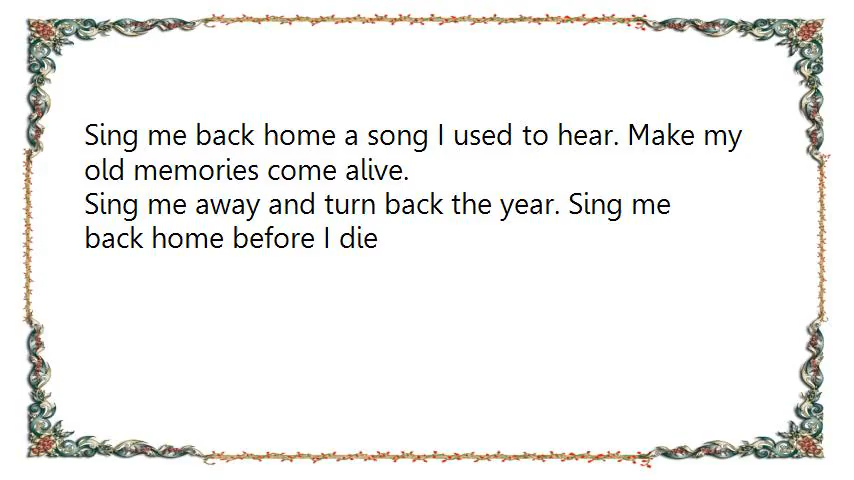 Sing me back home a song I used to hear. Make my
old memories come alive.
Sing me away and turn back the year. Sing me
back home before I die